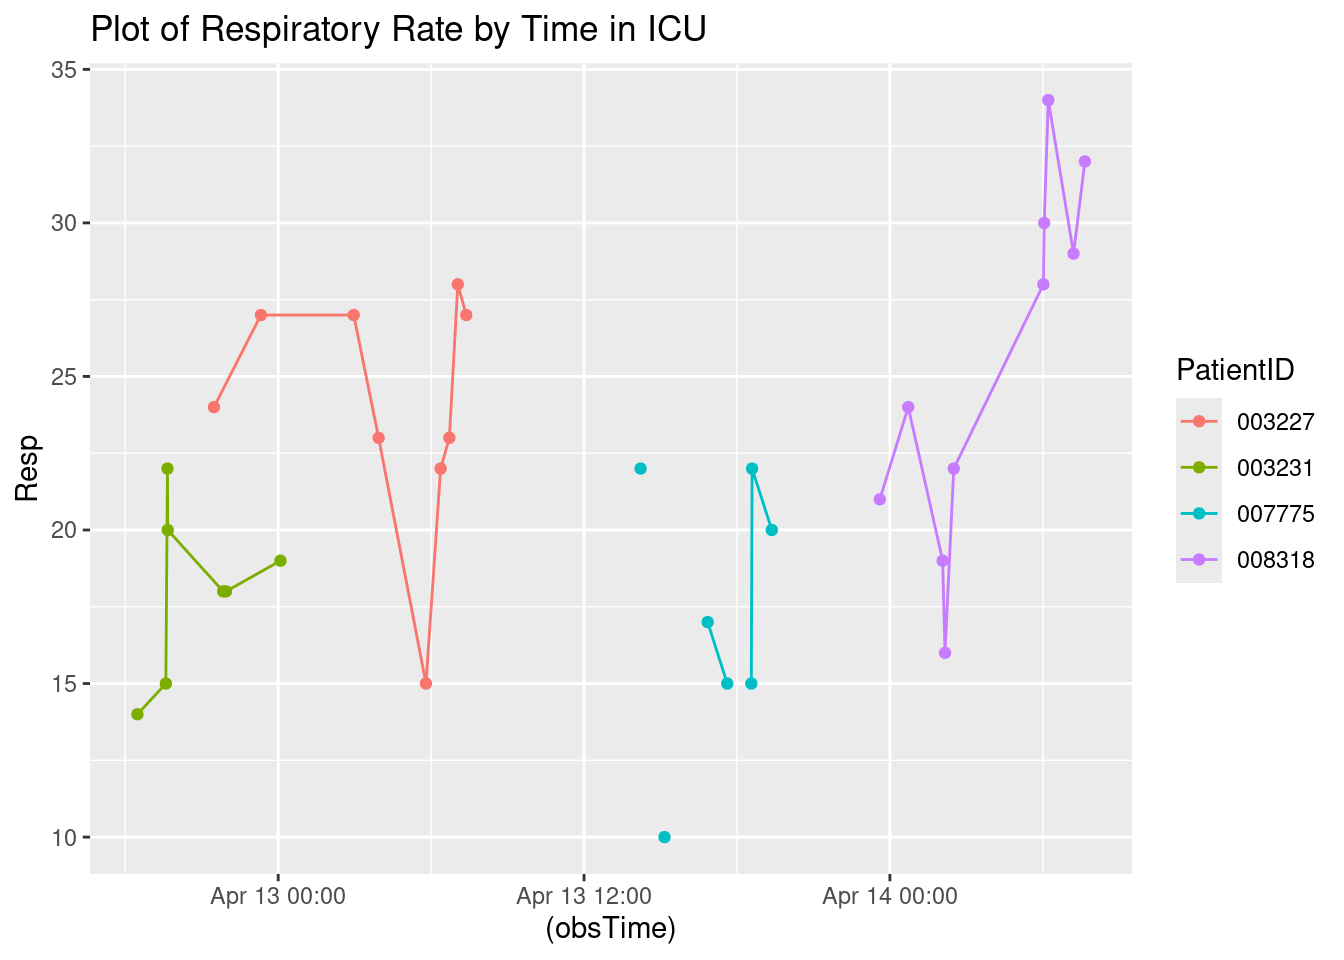 Plot of Respiratory Rate by Time in ICU
35
30
25
20
15
10
Resp
Apr 13 00:00
Apr 13 12:00
Apr 14 00:00
(obsTime)
PatientID
003227
003231
007775
008318